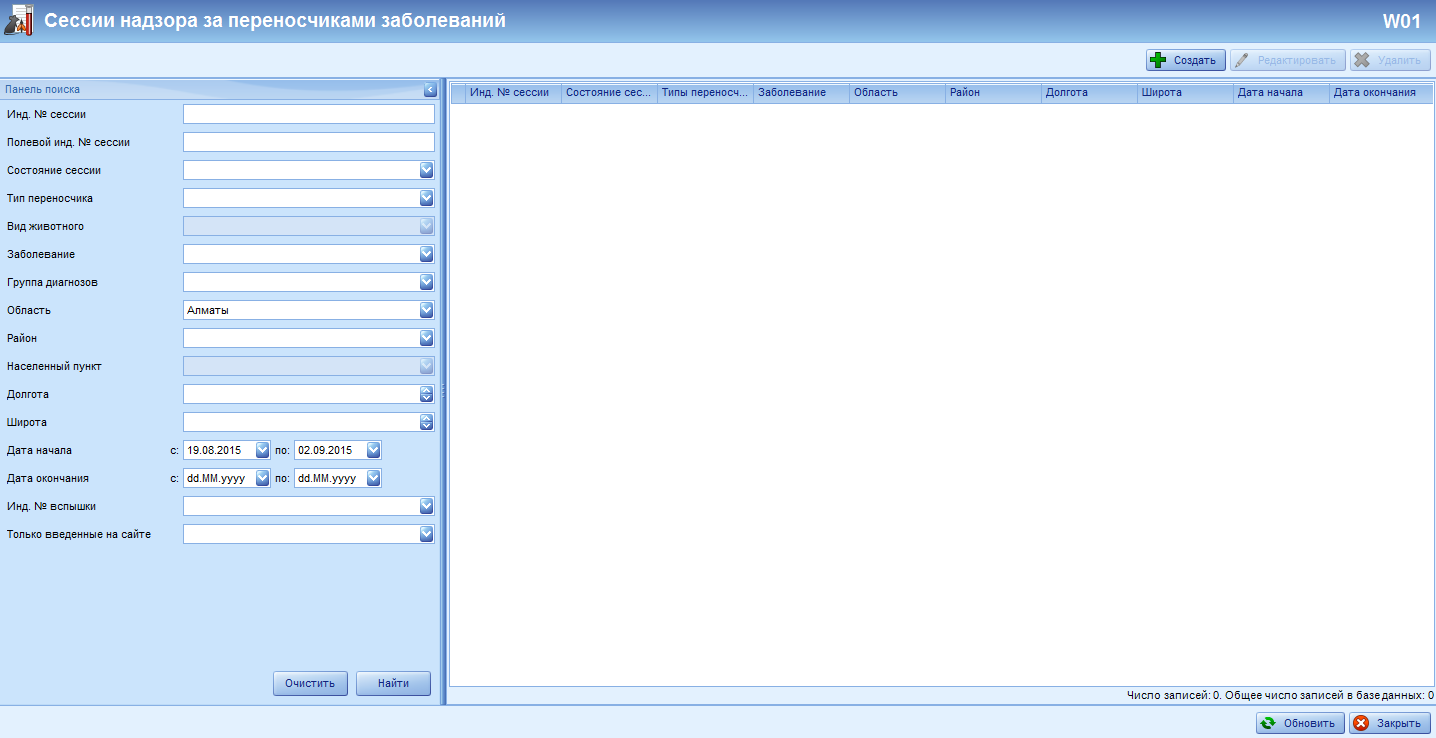 Сессии надзора за переносчиками заболеваний
W01
Создать Редактировать Удалить
Панель поиска
Инд. № сессии Состояние сес... Типы переносч... Заболевание Область Район Долгота Широта Дата начала Дата окончания
Инд. № сессии
Полевой инд. № сессии
Состояние сессии
Тип переносчика
Вид животного
Заболевание
Группа диагнозов
Область Алматы
Район
Населенный пункт
Долгота
Широта
Дата начала с: 19.08.2015 по: 02.09.2015
Дата окончания с: dd.MM.yyyy по: dd.MM.yyyy
Инд. № вспышки
Только введенные на сайте
Очистить Найти
Число записей: 0. Общее число записей в базе данных: 0
Обновить Закрыть